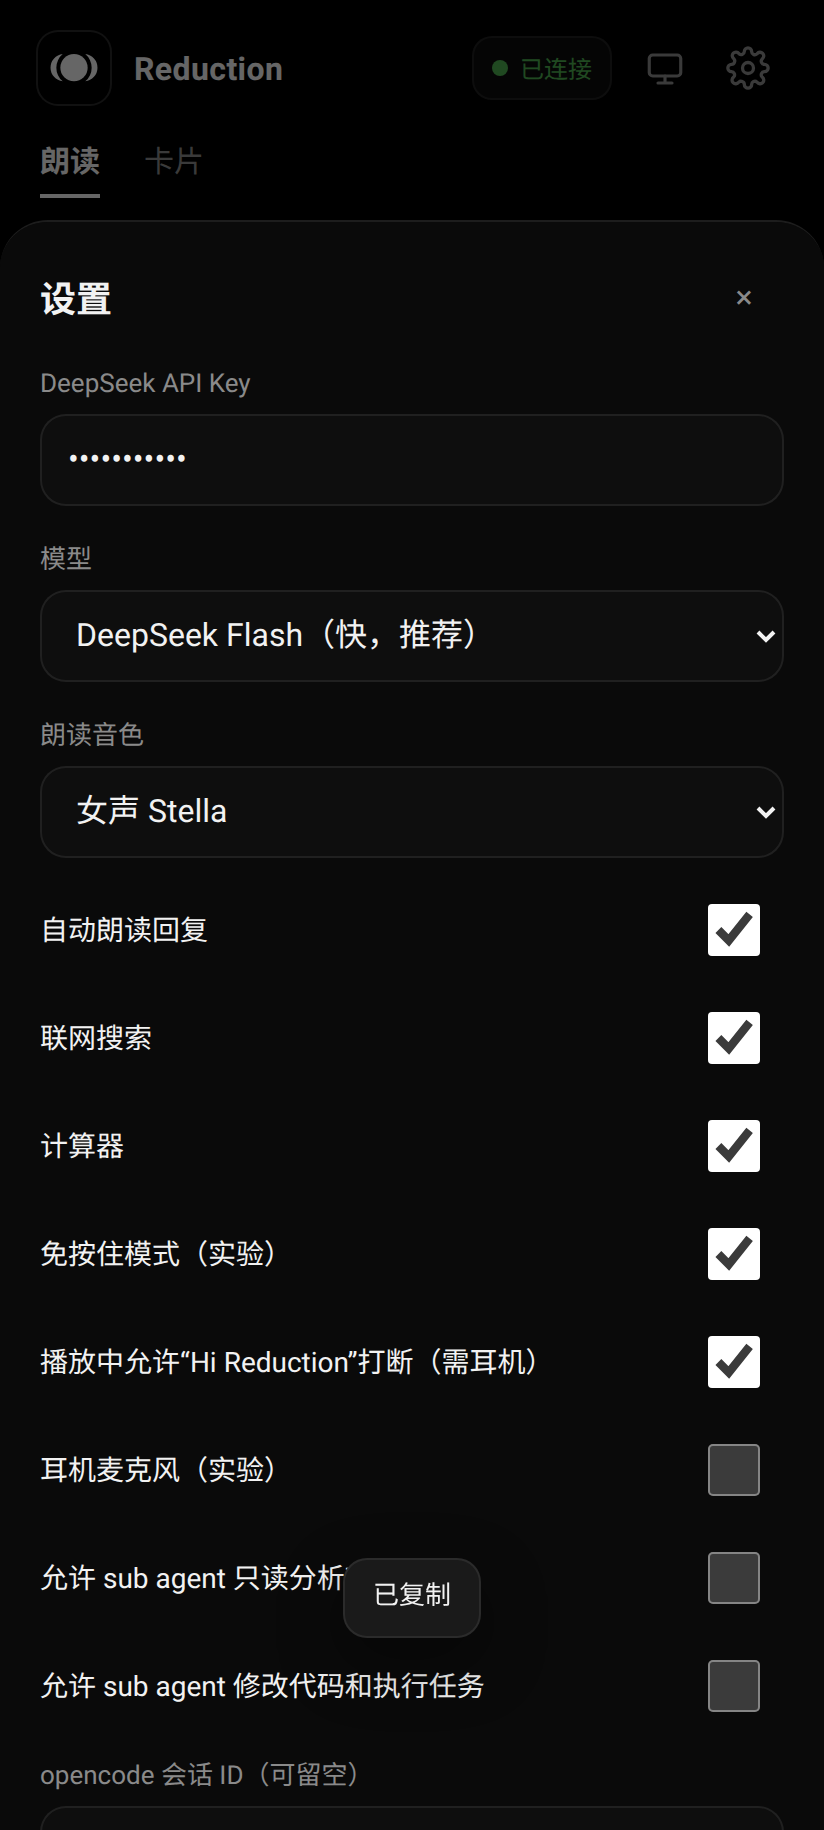 Reduction
已连接
朗读 卡片
设置
×
DeepSeek API Key
•••••••••••
模型
DeepSeek Flash（快，推荐）
朗读音色
女声 Stella
自动朗读回复
联网搜索
计算器
免按住模式（实验）
播放中允许“Hi Reduction”打断（需耳机）
耳机麦克风（实验）
允许 sub agent 只读分析
已复制
允许 sub agent 修改代码和执行任务
opencode 会话 ID（可留空）